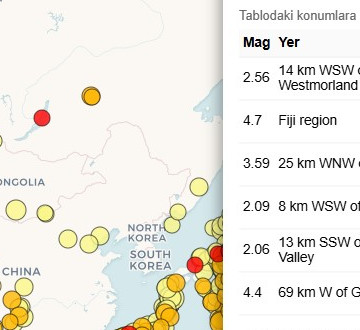 Tablodaki konumlara
Mag Yer
2.56 14 km WSW
Westmorland
4.7 Fiji region
3.59 25 km WNW
2.09 8 km WSW of
2.06 13 km SSW o
Valley
4.4 69 km W of G
ONGOLIA
NORTH
KOREA
SOUTH
KOREA
CHINA